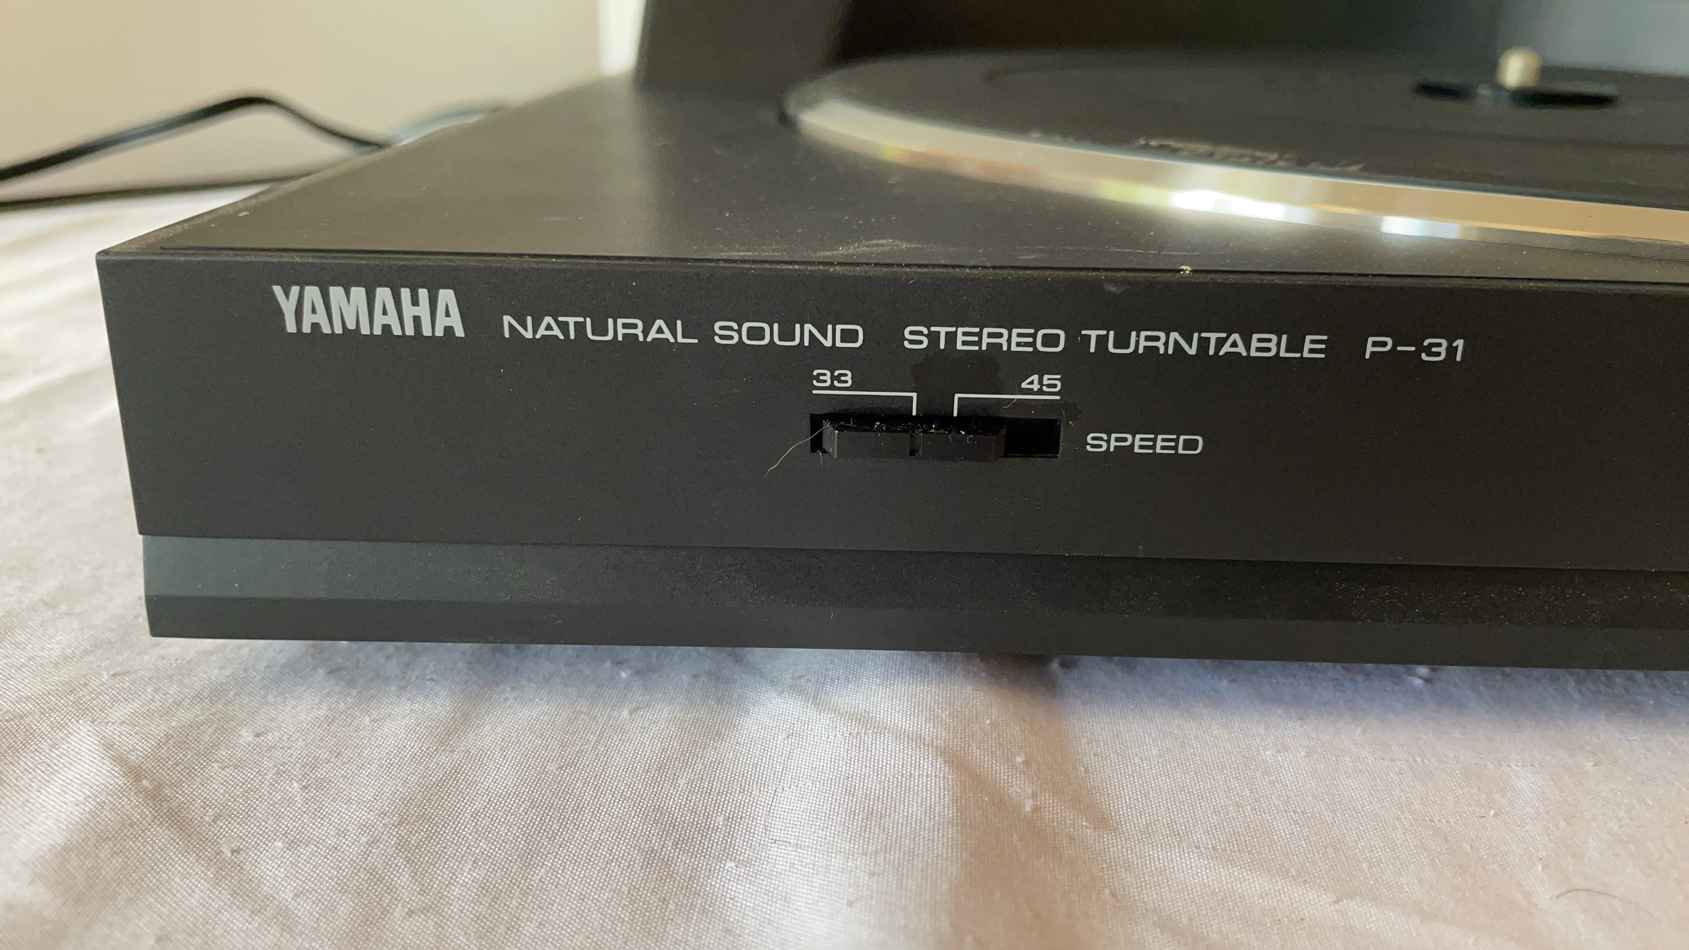 YAMAHA NATURAL SOUND STEREO TURNTABLE P-31
33 45
SPEED